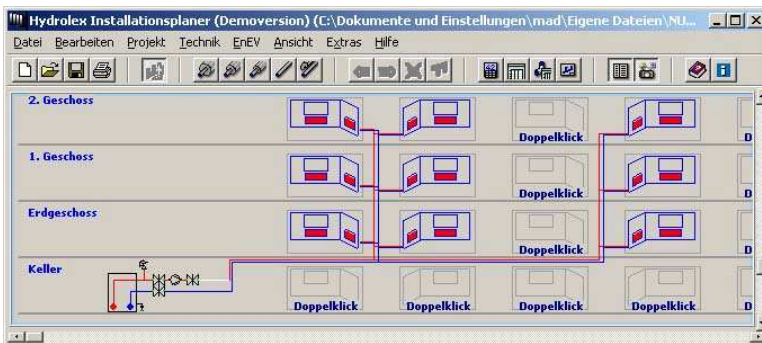 Hydrolex Installationsplaner (Demoversion) (C:\Dokumente und Einstellungen\mad\Eigene Dateien\NU...
Datei Bearbeiten Projekt Technik EnEV Ansicht Extras Hilfe
2. Geschoss
Doppelklick D
1. Geschoss
Doppelklick D
Erdgeschoss
Doppelklick D
Keller
Doppelklick Doppelklick Doppelklick Doppelklick D